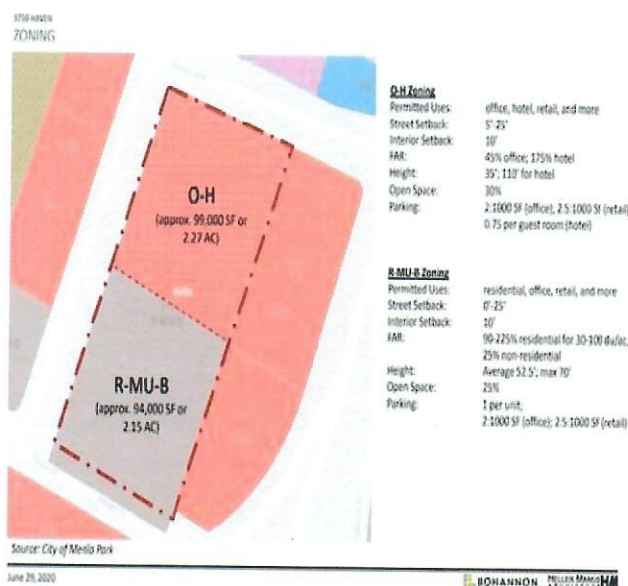 3750 HAVEN
ZONING
O-H
(approx. 99,000 SF or
2.27 AC)
R-MU-B
(approx. 94,000 SF or
2.15 AC)
Source: City of Menlo Park
O-H Zoning
Permitted Uses: office, hotel, retail, and more
Street Setback: 5'-25'
Interior Setback: 10'
FAR: 45% office; 175% hotel
Height: 35'; 110' for hotel
Open Space: 30%
Parking: 2:1000 SF (office), 2.5:1000 SF (retail)
0.75 per guest room (hotel)
R-MU-B Zoning
Permitted Uses: residential, office, retail, and more
Street Setback: 0'-25'
Interior Setback: 10'
FAR: 90-225% residential for 30-100 du/ac;
25% non-residential
Height: Average 52.5'; max 70'
Open Space: 25%
Parking: 1 per unit;
2:1000 SF (office); 2.5:1000 SF (retail)
June 29, 2020
BOHANNON HELLER MANUS HM